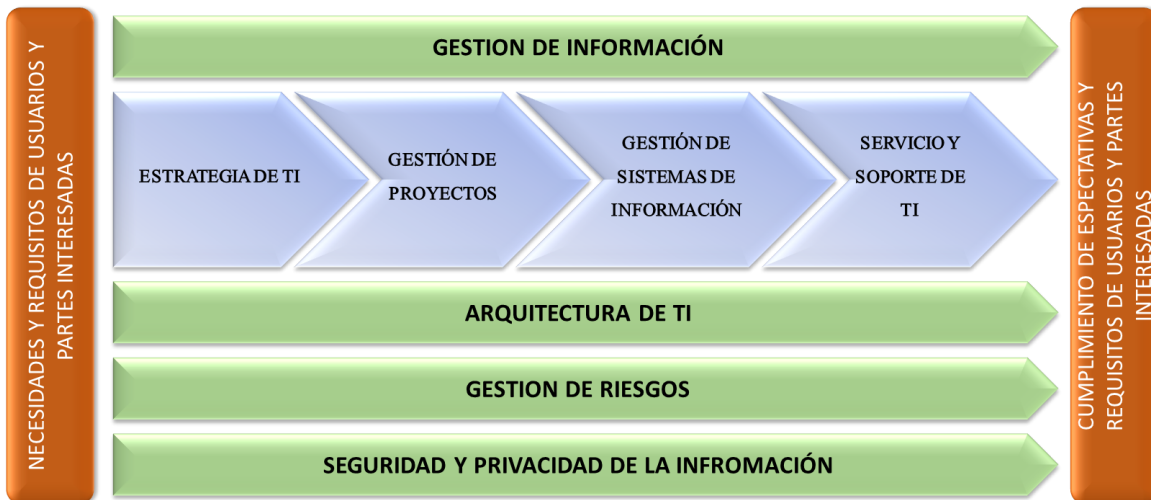 NECESIDADES Y REQUISITOS DE USUARIOS Y
PARTES INTERESADAS
GESTION DE INFORMACIÓN
ESTRATEGIA DE TI
GESTIÓN DE
PROYECTOS
GESTIÓN DE
SISTEMAS DE
INFORMACIÓN
SERVICIO Y
SOPORTE DE
TI
ARQUITECTURA DE TI
GESTION DE RIESGOS
SEGURIDAD Y PRIVACIDAD DE LA INFROMACIÓN
CUMPLIMIENTO DE ESPECTATIVAS Y
REQUISITOS DE USUARIOS Y PARTES
INTERESADAS